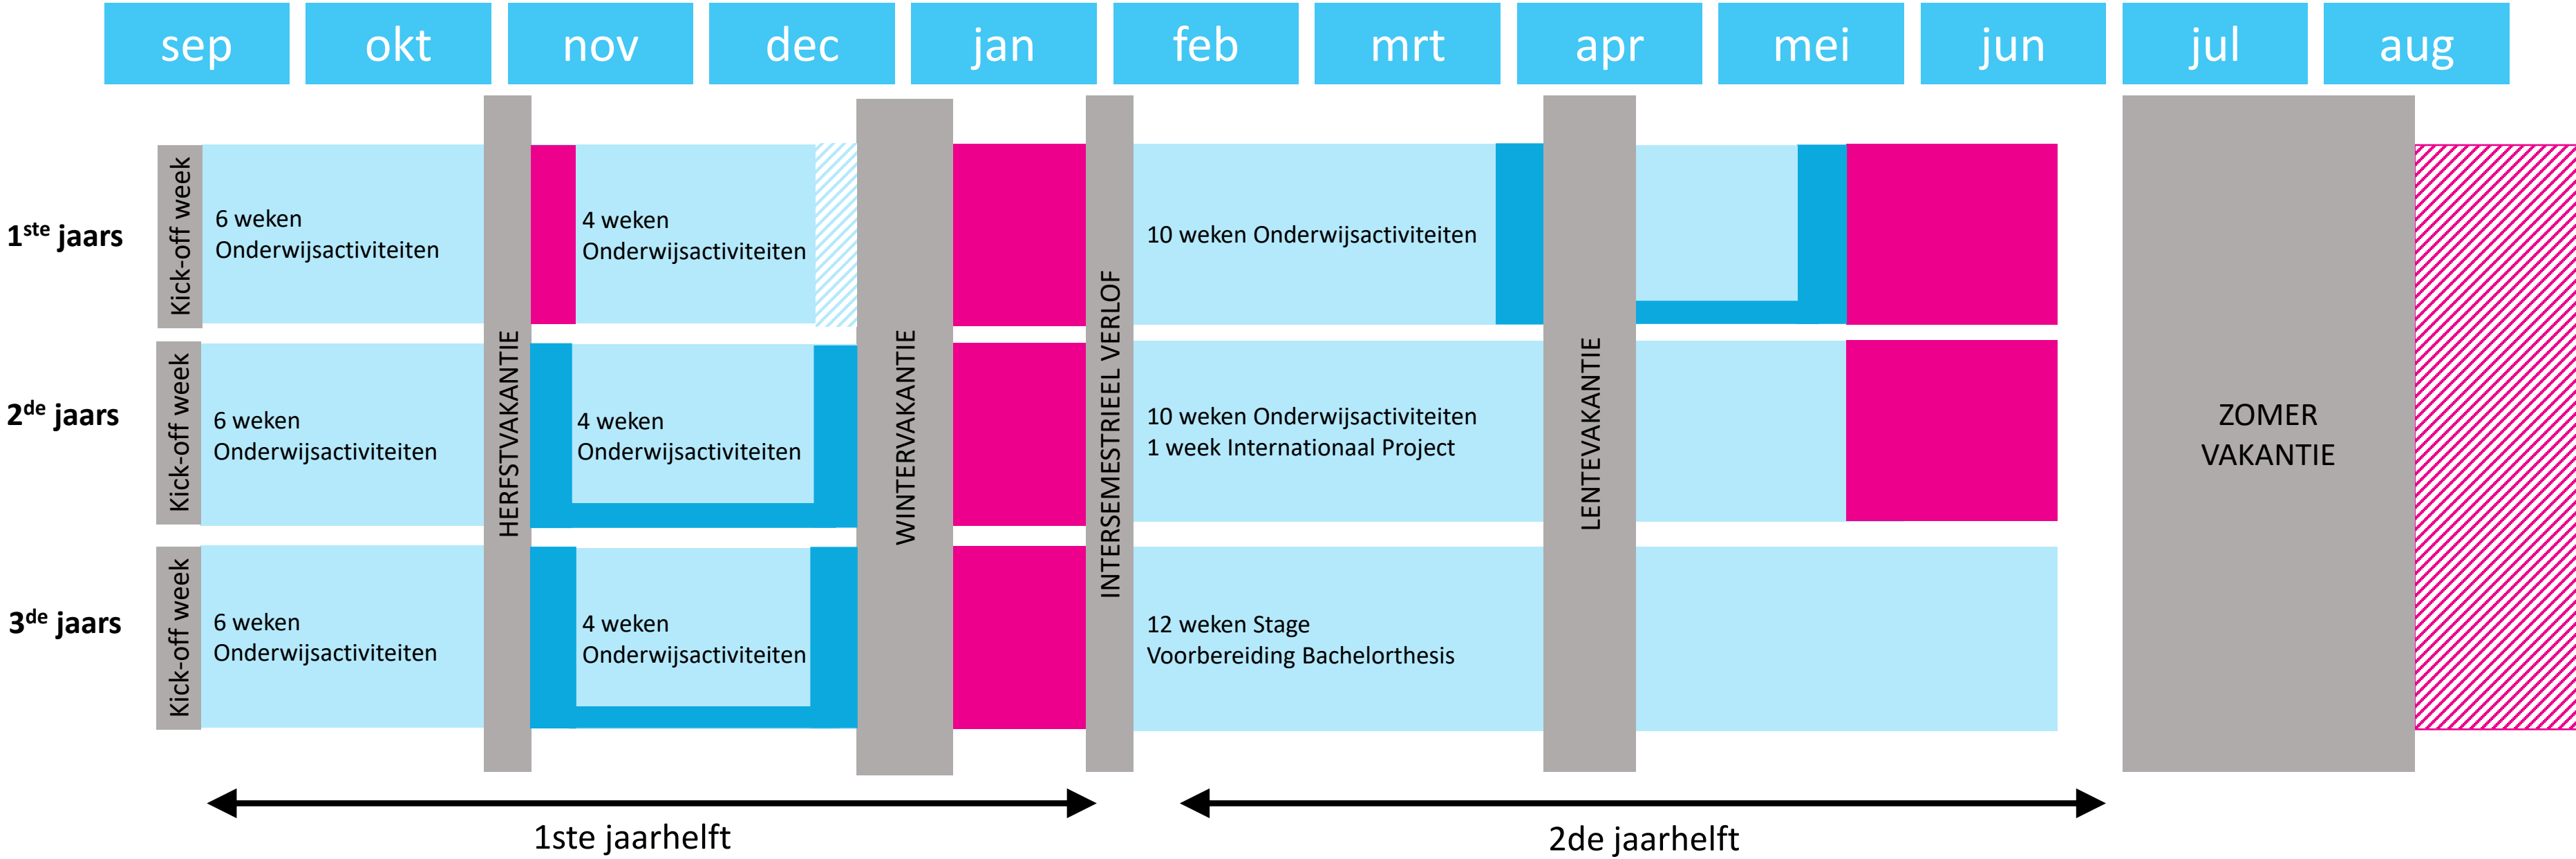 sep okt nov dec jan feb mrt apr mei jun jul aug
1ste jaars
Kick-off week
6 weken
Onderwijsactiviteiten
4 weken
Onderwijsactiviteiten
10 weken Onderwijsactiviteiten
2de jaars
Kick-off week
6 weken
Onderwijsactiviteiten
4 weken
Onderwijsactiviteiten
10 weken Onderwijsactiviteiten
1 week Internationaal Project
3de jaars
Kick-off week
6 weken
Onderwijsactiviteiten
4 weken
Onderwijsactiviteiten
12 weken Stage
Voorbereiding Bachelorthesis
HERFSTVAKANTIE
WINTERVAKANTIE
INTERSEMESTRIEEL VERLOF
LENTEVAKANTIE
ZOMER
VAKANTIE
1ste jaarhelft
2de jaarhelft